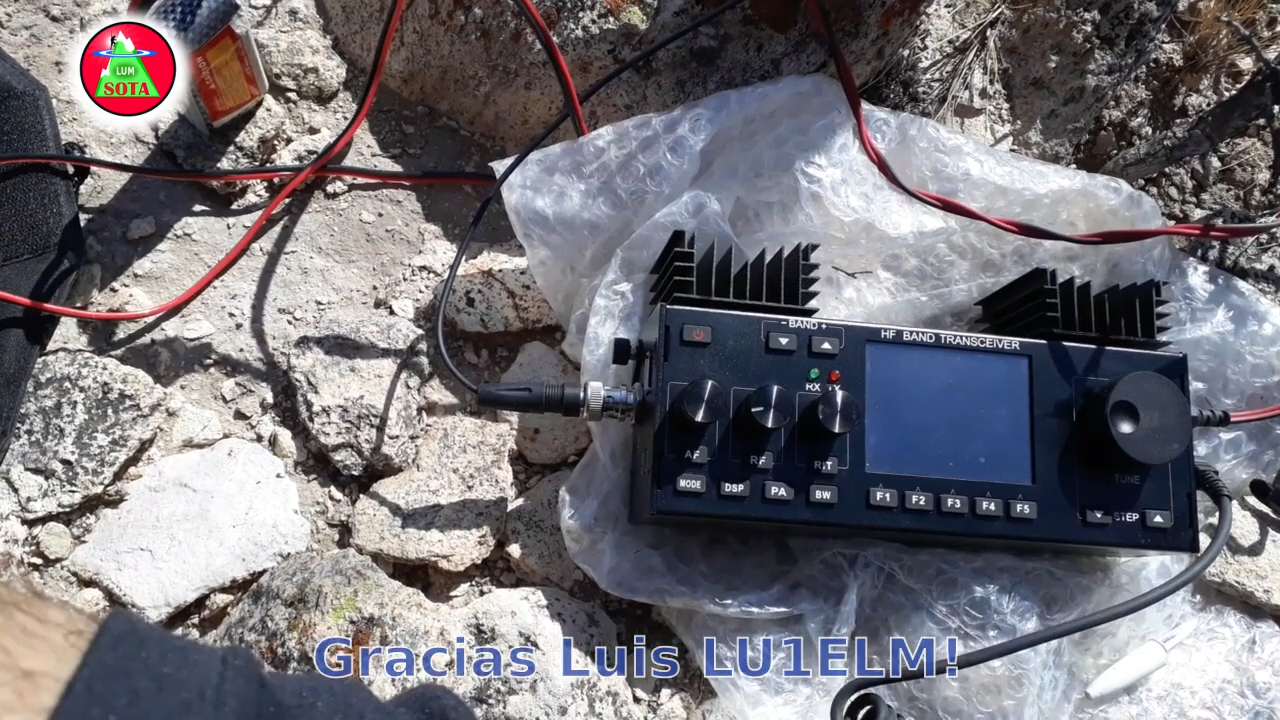 LUM
SOTA
- BAND +
HF BAND TRANSCEIVER
RX TX
AF RF RIT
MODE DSP PA BW
F1 F2 F3 F4 F5
TUNE
STEP
Gracias Luis LU1ELM!